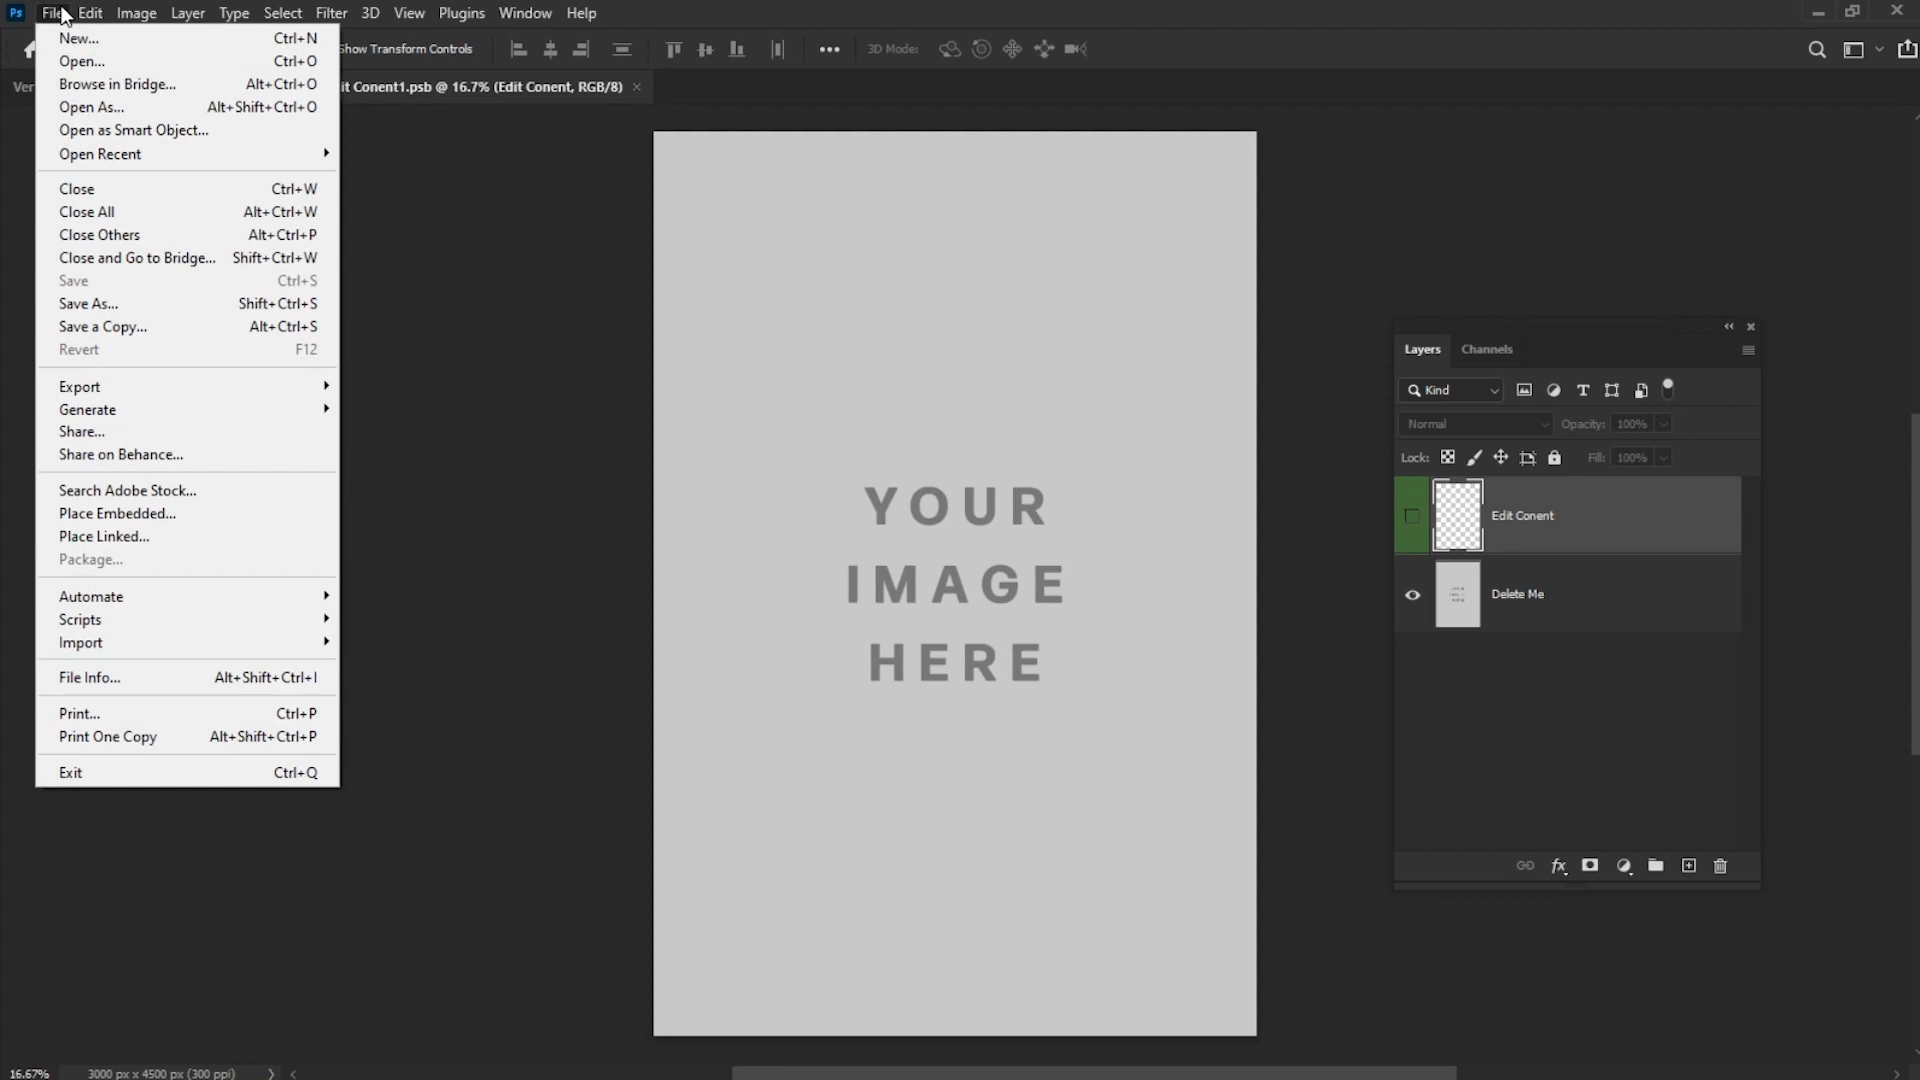 Ps File Edit Image Layer Type Select Filter 3D View Plugins Window Help
Show Transform Controls 3D Mode:
it Conent1.psb @ 16.7% (Edit Conent, RGB/8) ×
New... Ctrl+N
Open... Ctrl+O
Browse in Bridge... Alt+Ctrl+O
Open As... Alt+Shift+Ctrl+O
Open as Smart Object...
Open Recent
Close Ctrl+W
Close All Alt+Ctrl+W
Close Others Alt+Ctrl+P
Close and Go to Bridge... Shift+Ctrl+W
Save Ctrl+S
Save As... Shift+Ctrl+S
Save a Copy... Alt+Ctrl+S
Revert F12
Export
Generate
Share...
Share on Behance...
Search Adobe Stock...
Place Embedded...
Place Linked...
Package...
Automate
Scripts
Import
File Info... Alt+Shift+Ctrl+I
Print... Ctrl+P
Print One Copy Alt+Shift+Ctrl+P
Exit Ctrl+Q
YOUR
IMAGE
HERE
Layers Channels
Kind
Normal Opacity: 100%
Lock: Fill: 100%
Edit Conent
Delete Me
16.67% 3000 px x 4500 px (300 ppi)